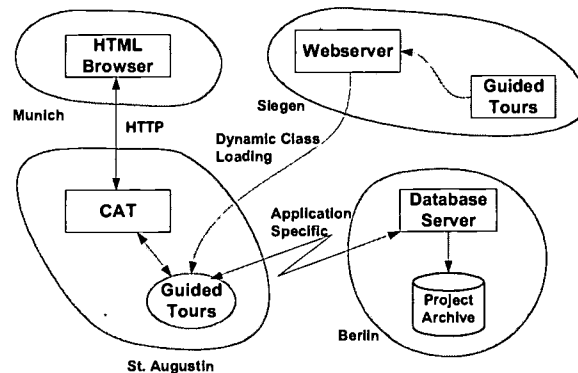 HTML
Browser
Munich
HTTP
Webserver
Guided
Tours
Siegen
Dynamic Class
Loading
CAT
Application
Specific
Database
Server
Guided
Tours
Project
Archive
Berlin
St. Augustin